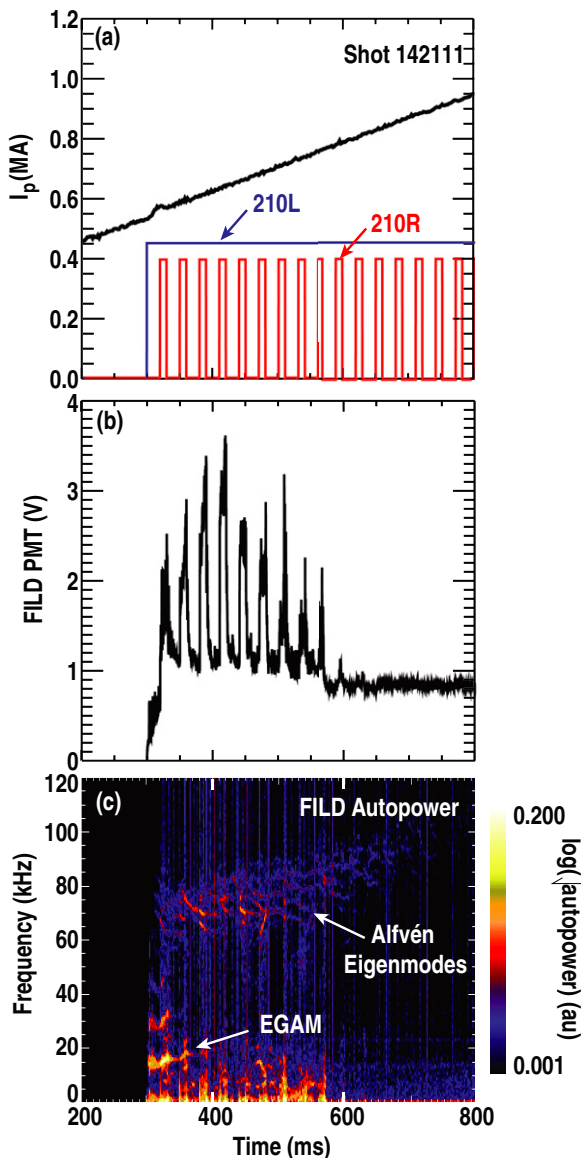 (a)
Shot 142111
1.2
1.0
0.8
0.6
0.4
0.2
0.0
Ip(MA)
210L
210R
(b)
4
3
2
1
0
FILD PMT (V)
(c)
FILD Autopower
120
100
80
60
40
20
0
Frequency (kHz)
Alfvén
Eigenmodes
EGAM
200
400
600
800
Time (ms)
0.200
0.001
log(√autopower) (au)